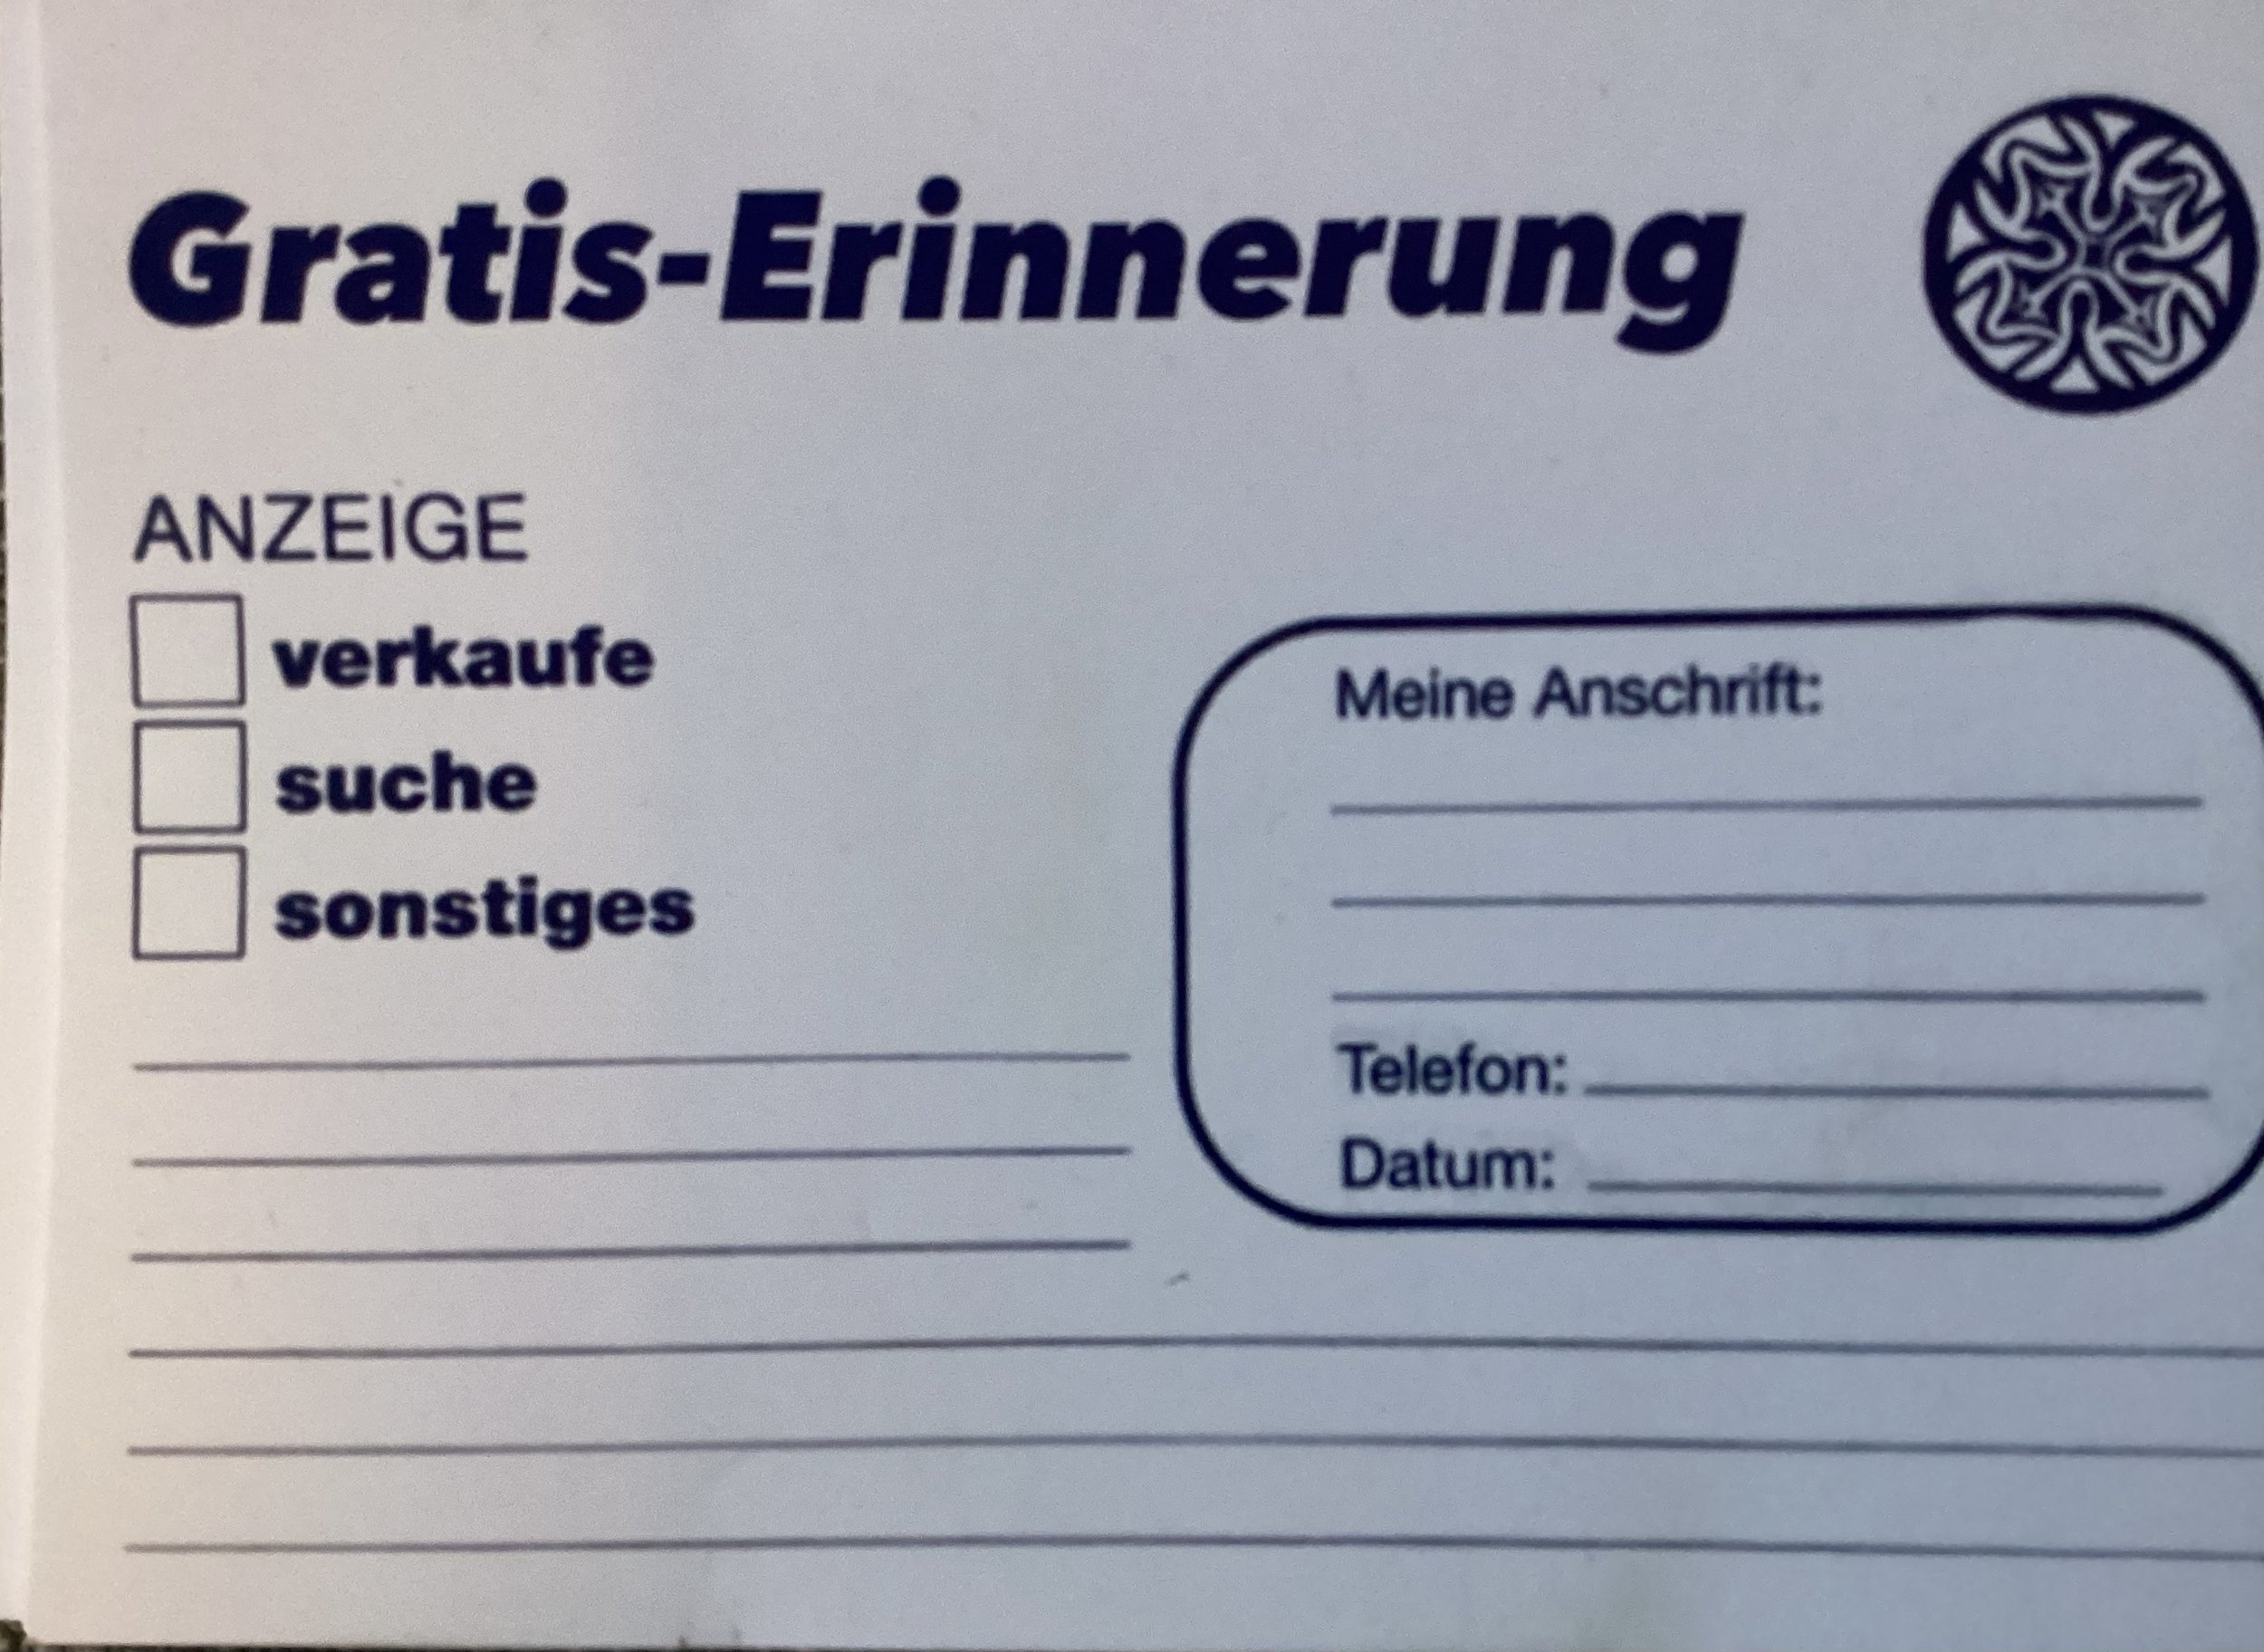 Gratis-Erinnerung
ANZEIGE
verkaufe
suche
sonstiges
Meine Anschrift:
Telefon:
Datum: